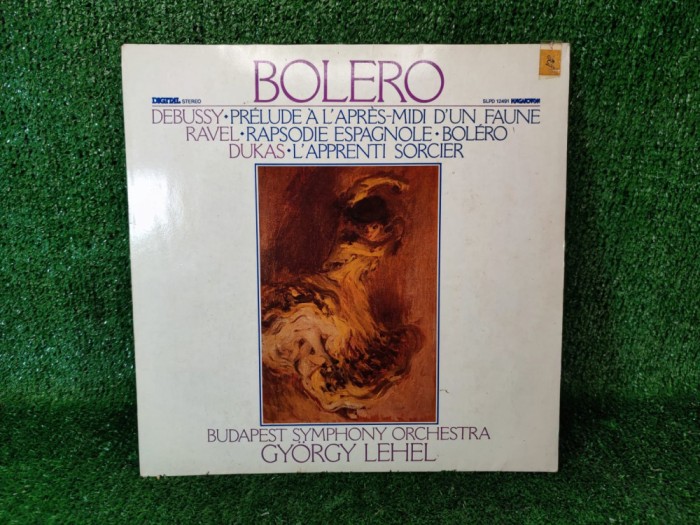 BOLERO
DIGITAL STEREO
SLPD 12491 HUNGAROTON
DEBUSSY·PRÉLUDE À L'APRÈS-MIDI D'UN FAUNE
RAVEL·RAPSODIE ESPAGNOLE·BOLÉRO
DUKAS·L'APPRENTI SORCIER
BUDAPEST SYMPHONY ORCHESTRA
GYÖRGY LEHEL